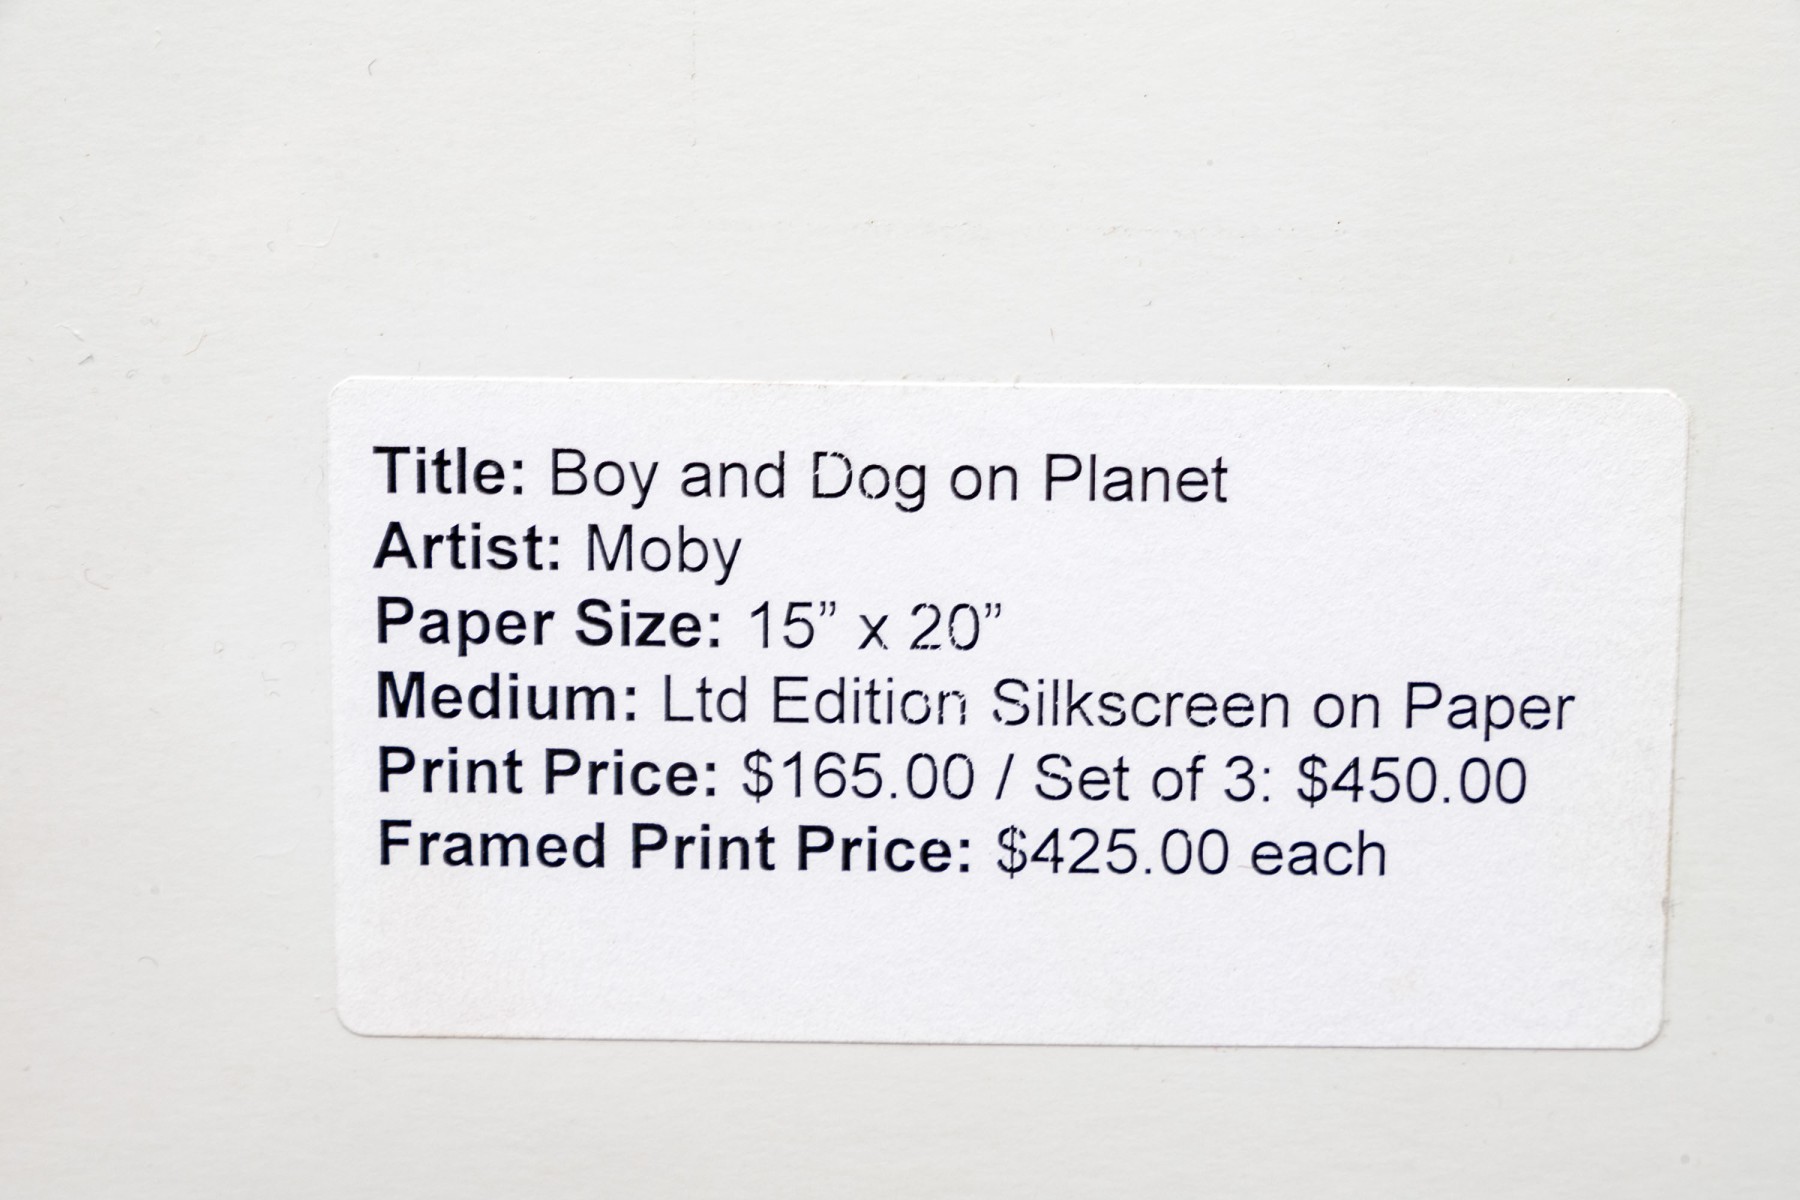 Title: Boy and Dog on Planet
Artist: Moby
Paper Size: 15” x 20”
Medium: Ltd Edition Silkscreen on Paper
Print Price: $165.00 / Set of 3: $450.00
Framed Print Price: $425.00 each